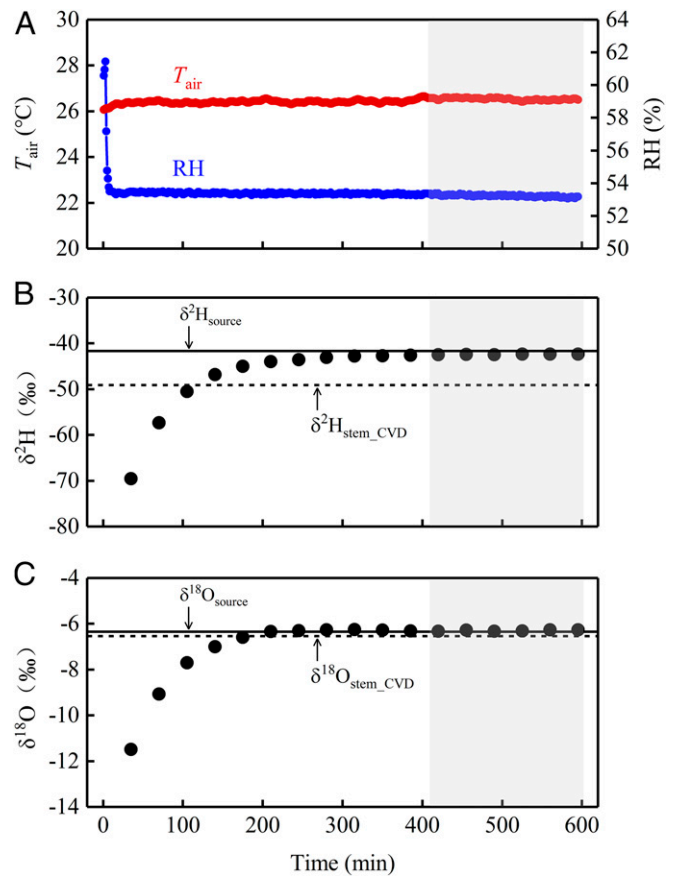 A
30
28
26
24
22
20
T_air (℃)
T_air
RH
64
62
60
58
56
54
52
50
RH (%)
B
-30
-40
-50
-60
-70
-80
δ²H (‰)
δ²H_source
δ²H_stem_CVD
C
-4
-6
-8
-10
-12
-14
δ¹⁸O (‰)
δ¹⁸O_source
δ¹⁸O_stem_CVD
0 100 200 300 400 500 600
Time (min)